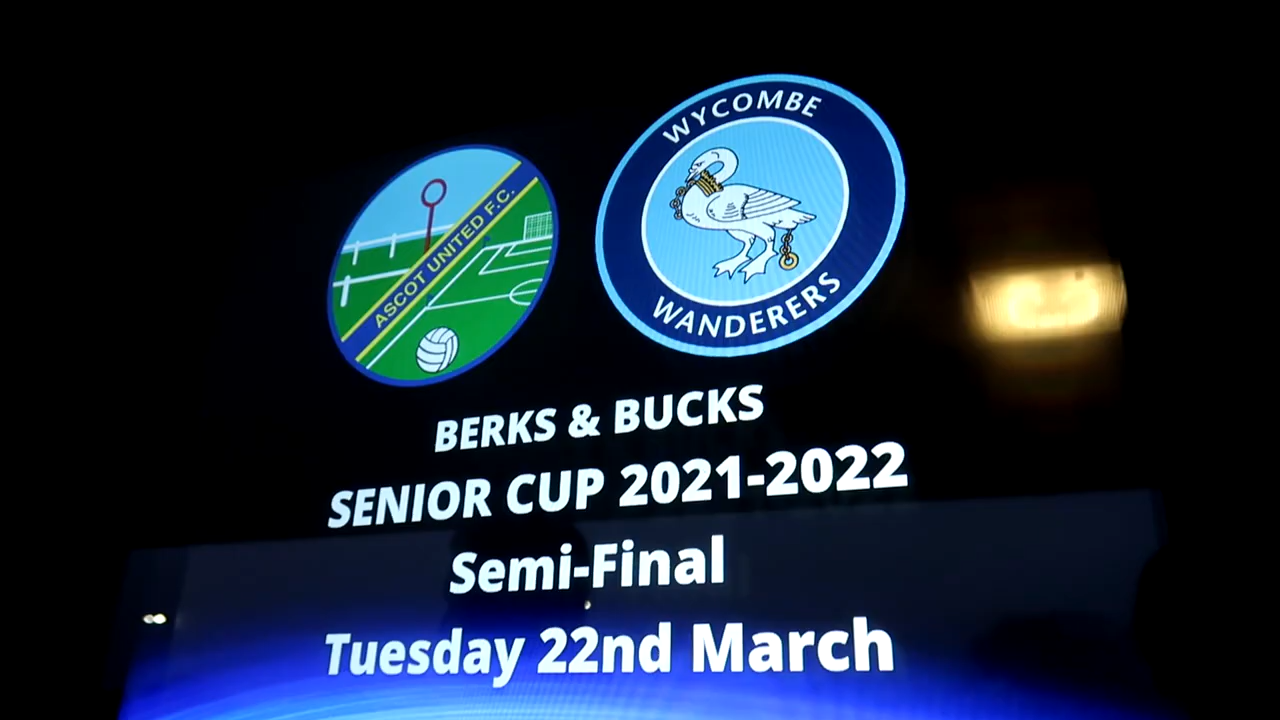 ASCOT UNITED F.C.
WYCOMBE
WANDERERS
BERKS & BUCKS
SENIOR CUP 2021-2022
Semi-Final
Tuesday 22nd March